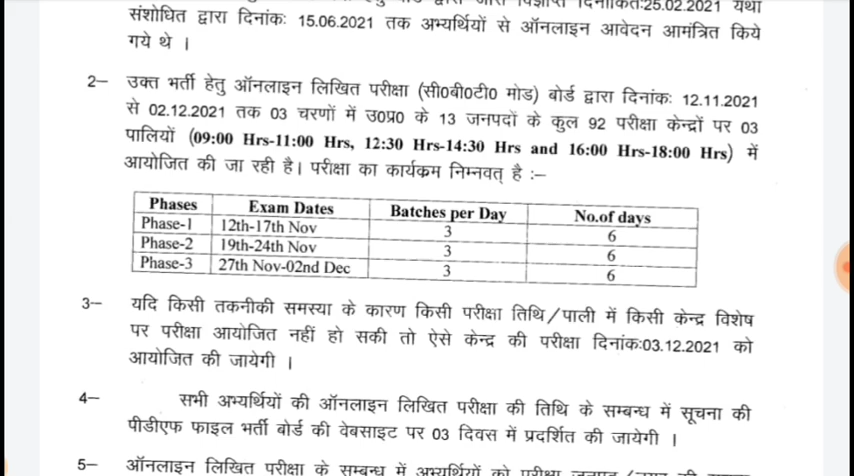 संशोधित द्वारा दिनांकः 15.06.2021 तक अभ्यर्थियों से ऑनलाइन आवेदन आमंत्रित किये
गये थे ।
2– उक्त भर्ती हेतु ऑनलाइन लिखित परीक्षा (सी0बी0टी0 मोड) बोर्ड द्वारा दिनांकः 12.11.2021
से 02.12.2021 तक 03 चरणों में उ0प्र0 के 13 जनपदों के कुल 92 परीक्षा केन्द्रों पर 03
पालियों (09:00 Hrs-11:00 Hrs, 12:30 Hrs-14:30 Hrs and 16:00 Hrs-18:00 Hrs) में
आयोजित की जा रही है। परीक्षा का कार्यक्रम निम्नवत् है :–
Phases Exam Dates Batches per Day No.of days
Phase-1 12th-17th Nov 3 6
Phase-2 19th-24th Nov 3 6
Phase-3 27th Nov-02nd Dec 3 6
3– यदि किसी तकनीकी समस्या के कारण किसी परीक्षा तिथि/पाली में किसी केन्द्र विशेष
पर परीक्षा आयोजित नहीं हो सकी तो ऐसे केन्द्र की परीक्षा दिनांकः03.12.2021 को
आयोजित की जायेगी ।
4– सभी अभ्यर्थियों की ऑनलाइन लिखित परीक्षा की तिथि के सम्बन्ध में सूचना की
पीडीएफ फाइल भर्ती बोर्ड की वेबसाइट पर 03 दिवस में प्रदर्शित की जायेगी ।
5– ऑनलाइन लिखित परीक्षा के सम्बन्ध में अभ्यर्थियों को परीक्षा